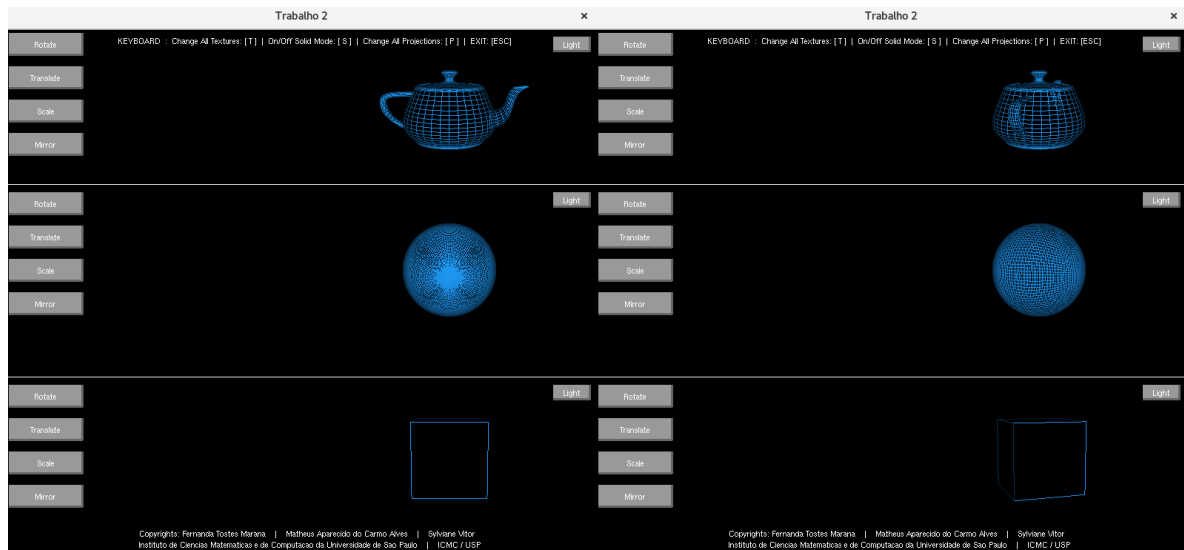 Trabalho 2 ×
Rotate KEYBOARD : Change All Textures: [ T ] | On/Off Solid Mode: [ S ] | Change All Projections: [ P ] | EXIT: [ESC] Light
Translate
Scale
Mirror
Rotate Light
Translate
Scale
Mirror
Rotate Light
Translate
Scale
Mirror
Copyrights: Fernanda Tostes Marana | Matheus Aparecido do Carmo Alves | Sylviane Vitor
Instituto de Ciencias Matematicas e de Computacao da Universidade de Sao Paulo | ICMC / USP
Trabalho 2 ×
Rotate KEYBOARD : Change All Textures: [ T ] | On/Off Solid Mode: [ S ] | Change All Projections: [ P ] | EXIT: [ESC] Light
Translate
Scale
Mirror
Rotate Light
Translate
Scale
Mirror
Rotate Light
Translate
Scale
Mirror
Copyrights: Fernanda Tostes Marana | Matheus Aparecido do Carmo Alves | Sylviane Vitor
Instituto de Ciencias Matematicas e de Computacao da Universidade de Sao Paulo | ICMC / USP